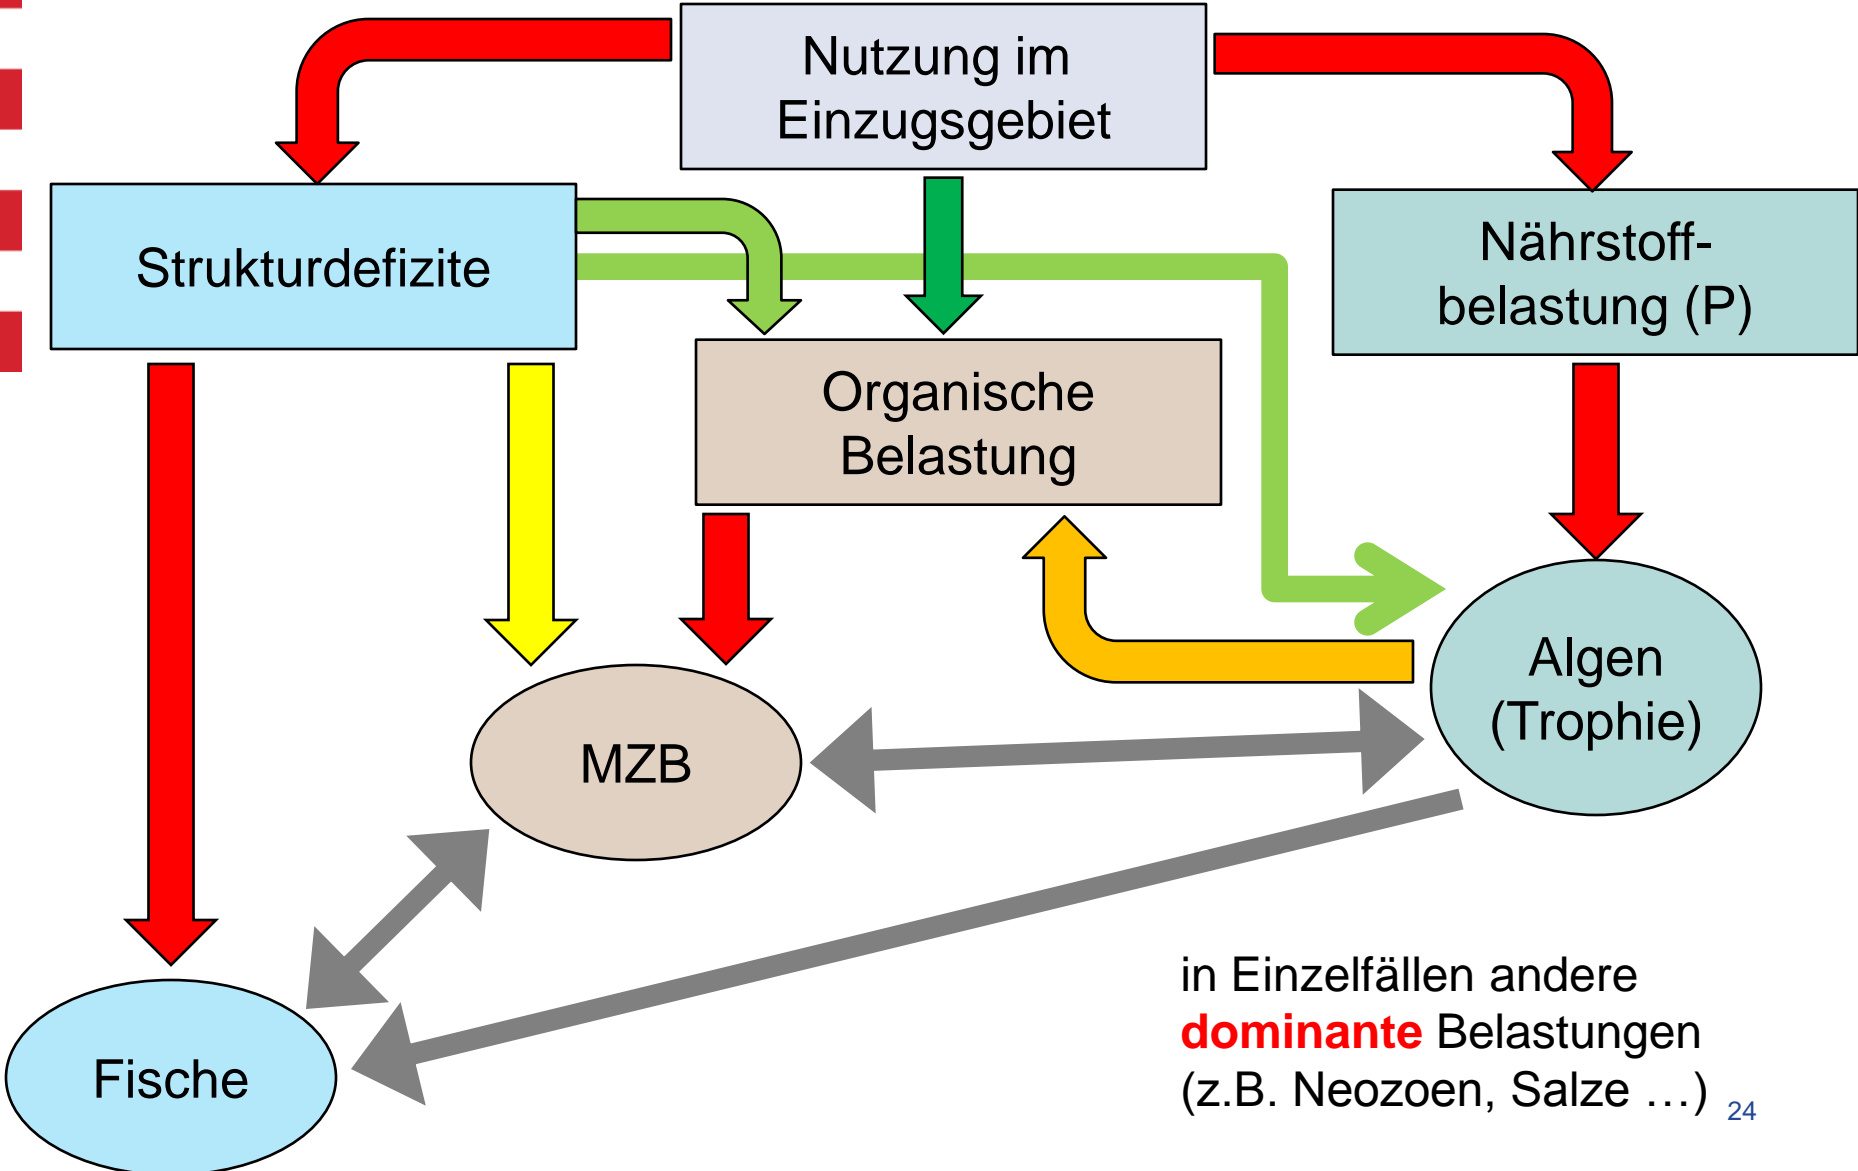 Nutzung im
Einzugsgebiet
Strukturdefizite
Nährstoff-
belastung (P)
Organische
Belastung
Algen
(Trophie)
MZB
Fische
in Einzelfällen andere
dominante Belastungen
(z.B. Neozoen, Salze …)
24